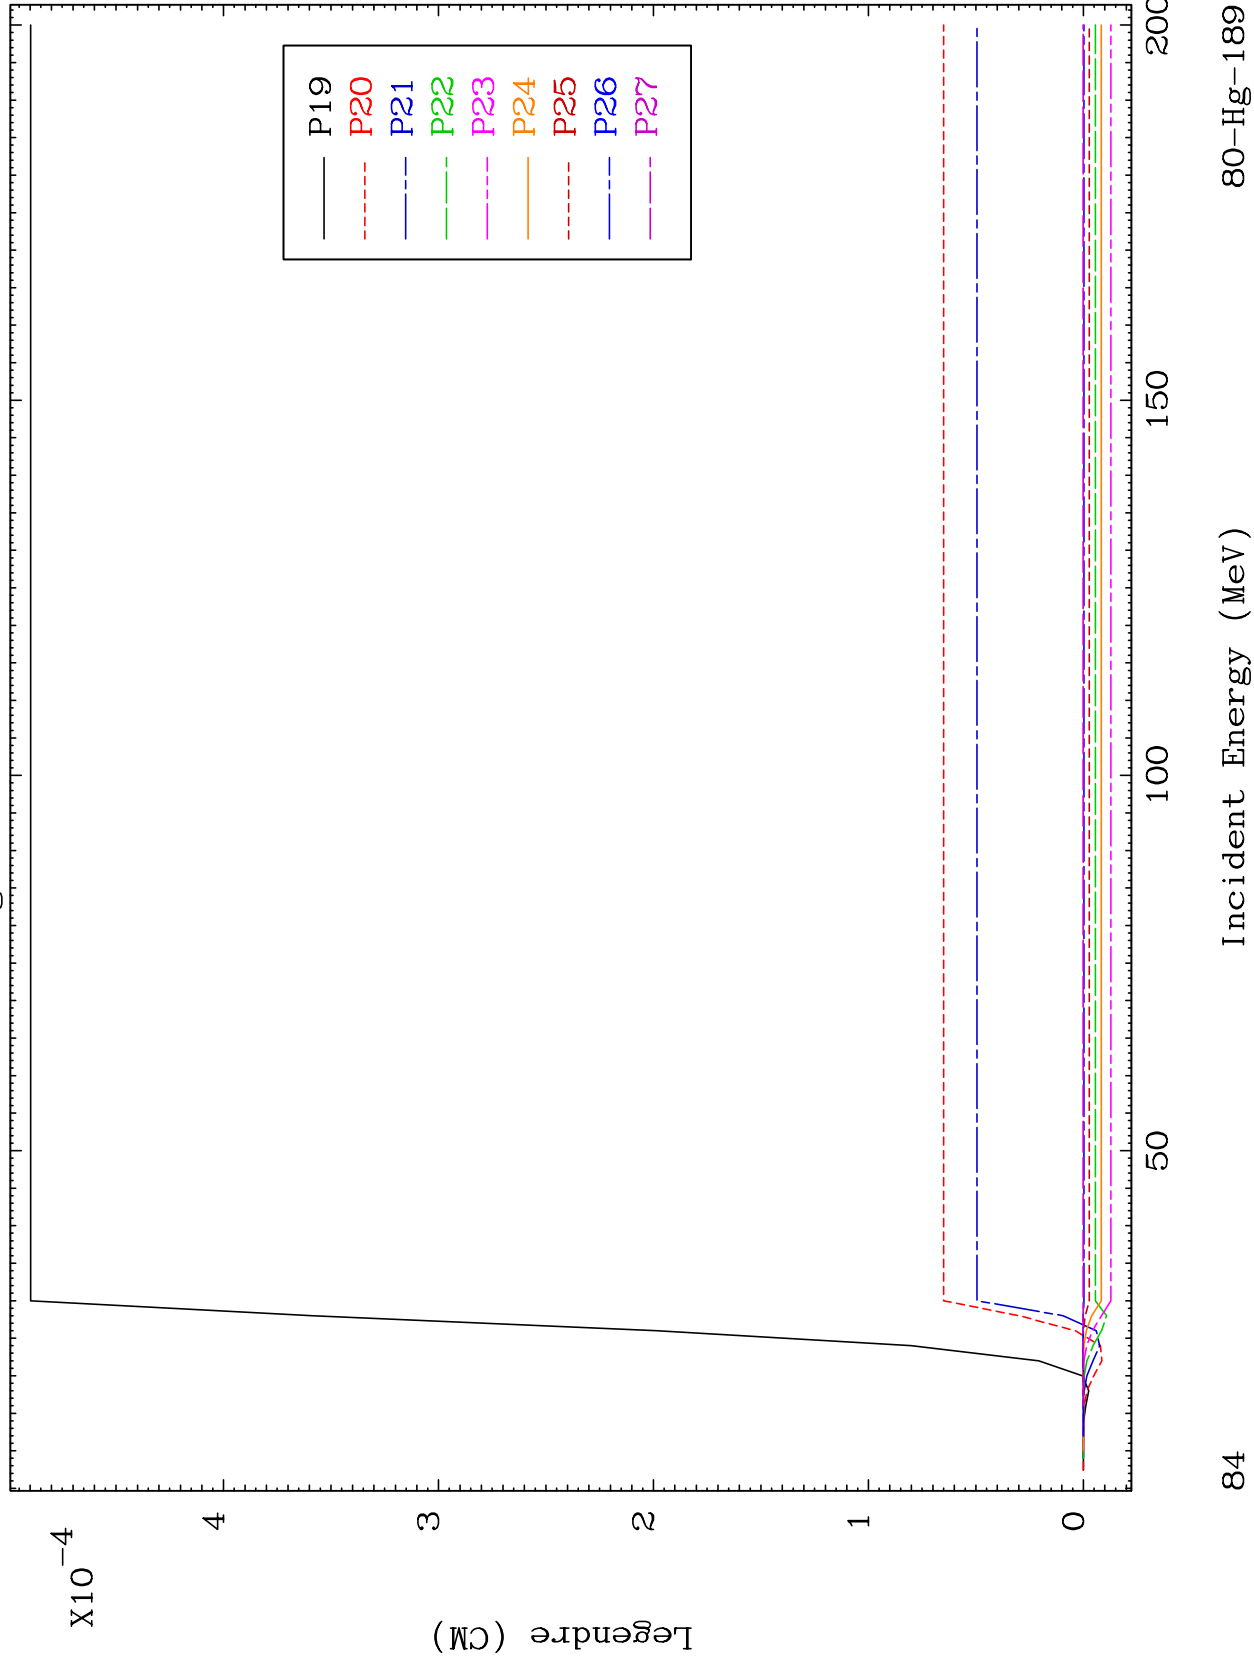 X10-4
4
3
2
1
0
Legendre (CM)
P19
P20
P21
P22
P23
P24
P25
P26
P27
50
100
150
200
Incident Energy (MeV)
84
80-Hg-189